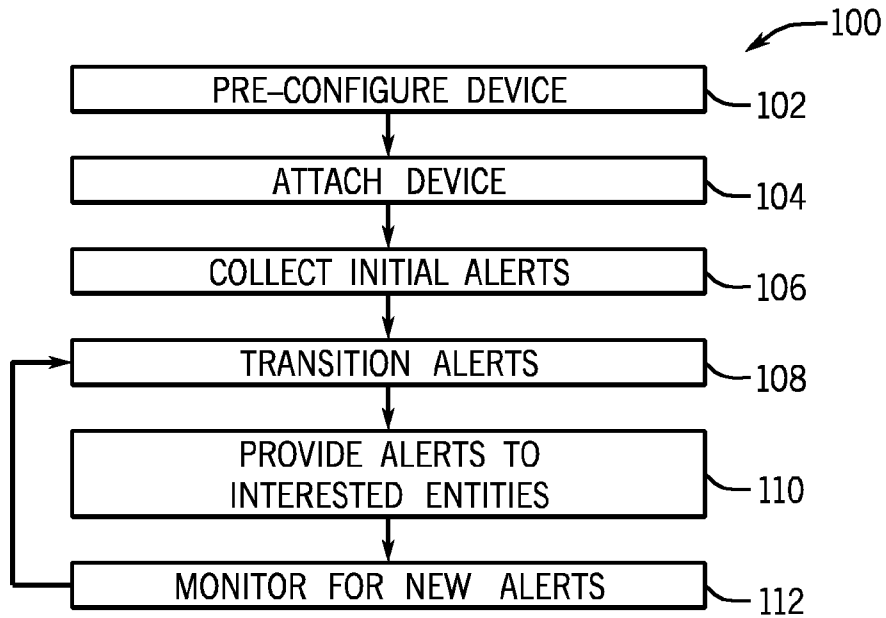 100
PRE-CONFIGURE DEVICE
102
ATTACH DEVICE
104
COLLECT INITIAL ALERTS
106
TRANSITION ALERTS
108
PROVIDE ALERTS TO
INTERESTED ENTITIES
110
MONITOR FOR NEW ALERTS
112